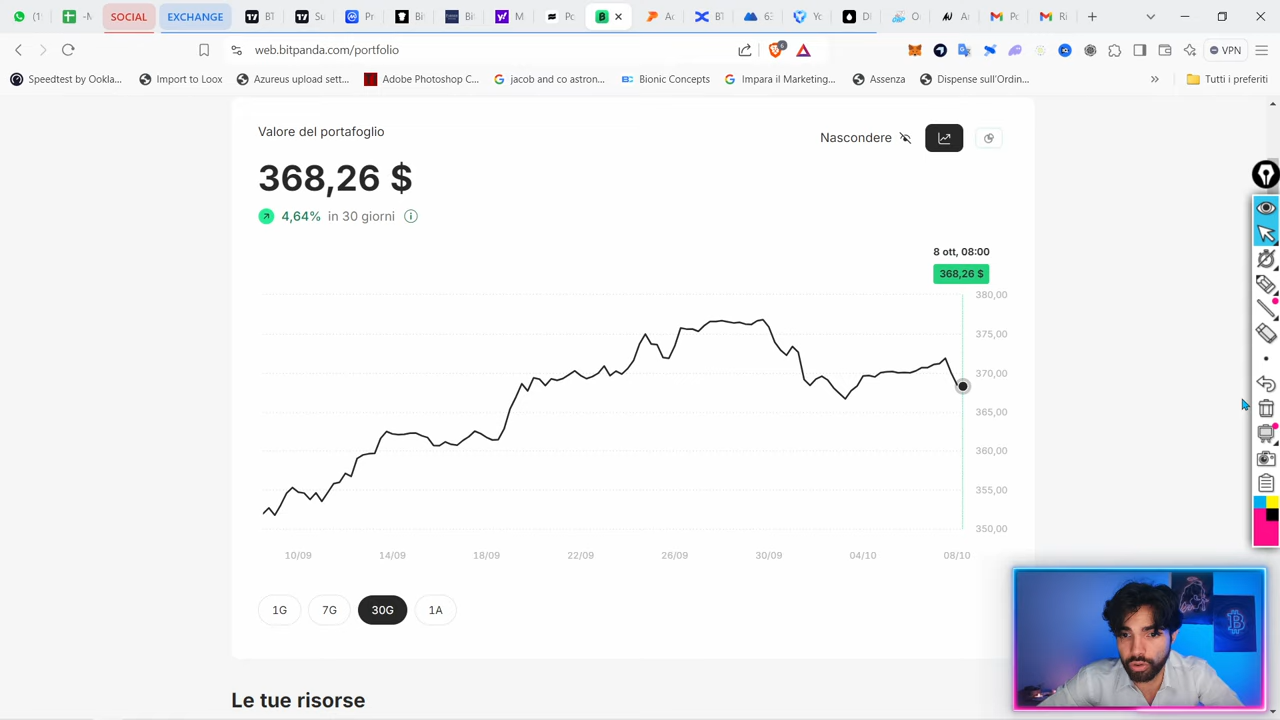 SOCIAL
EXCHANGE
web.bitpanda.com/portfolio
VPN
Speedtest by Ookla...
Import to Loox
Azureus upload sett...
Adobe Photoshop C...
jacob and co astron...
Bionic Concepts
Impara il Marketing...
Assenza
Dispense sull'Ordin...
»
Tutti i preferiti
Valore del portafoglio
Nascondere
368,26 $
4,64% in 30 giorni
8 ott, 08:00
368,26 $
380,00
375,00
370,00
365,00
360,00
355,00
350,00
10/09 14/09 18/09 22/09 26/09 30/09 04/10 08/10
1G 7G 30G 1A
Le tue risorse